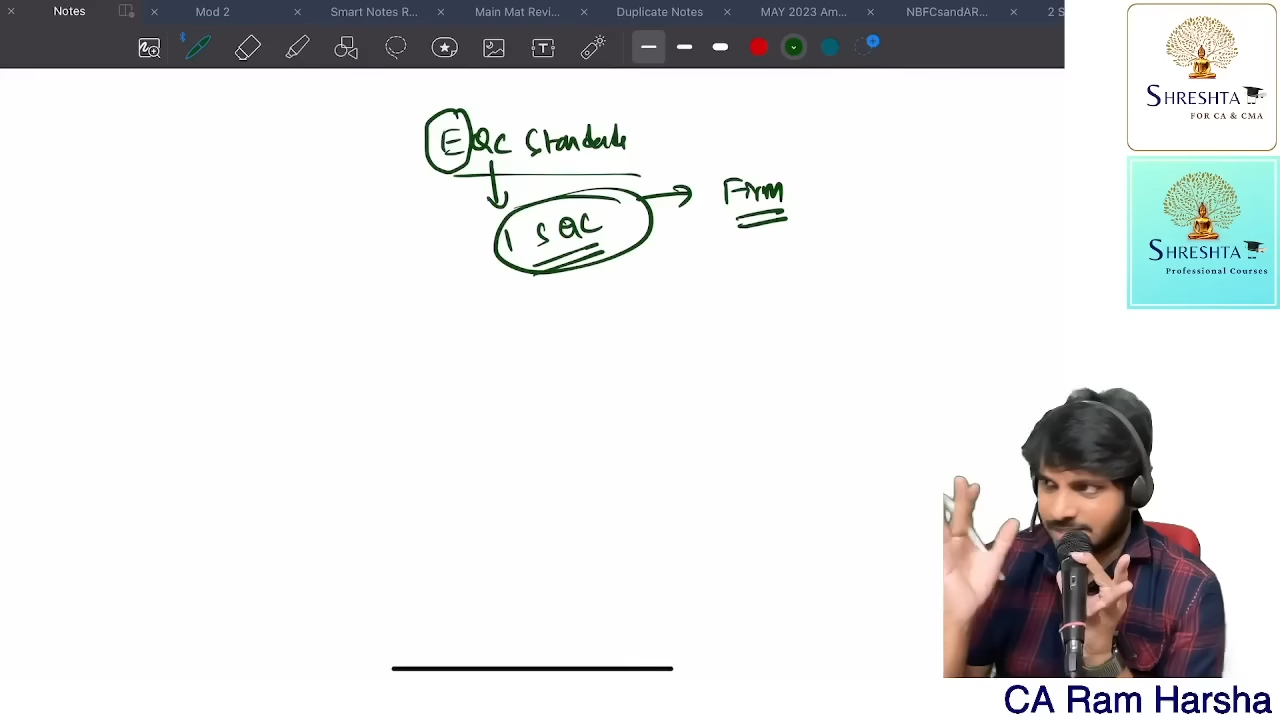 Notes
Mod 2
Smart Notes R...
Main Mat Revi...
Duplicate Notes
MAY 2023 Am...
NBFCsandAR...
2 S
EQC Standards
SQC
Firm
SHRESHTA
FOR CA & CMA
SHRESHTA
Professional Courses
CA Ram Harsha